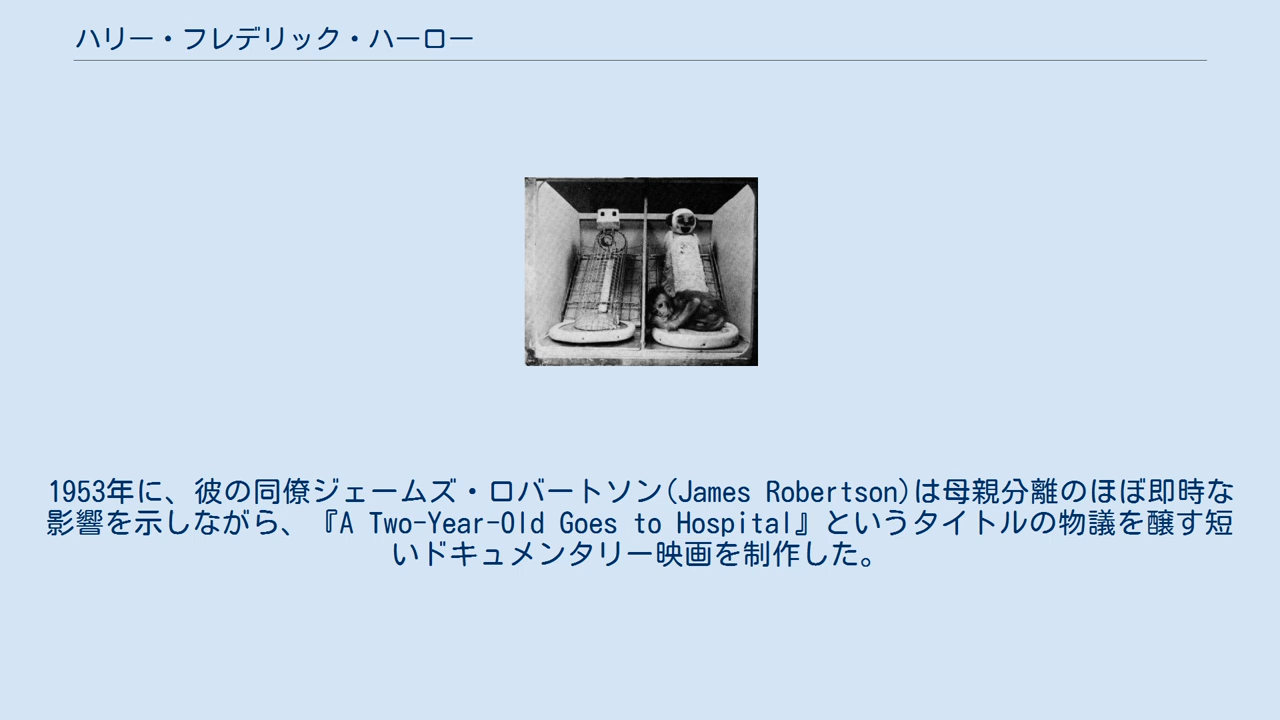 ハリー・フレデリック・ハーロー
1953年に、彼の同僚ジェームズ・ロバートソン(James Robertson)は母親分離のほぼ即時な
影響を示しながら、『A Two-Year-Old Goes to Hospital』というタイトルの物議を醸す短
いドキュメンタリー映画を制作した。